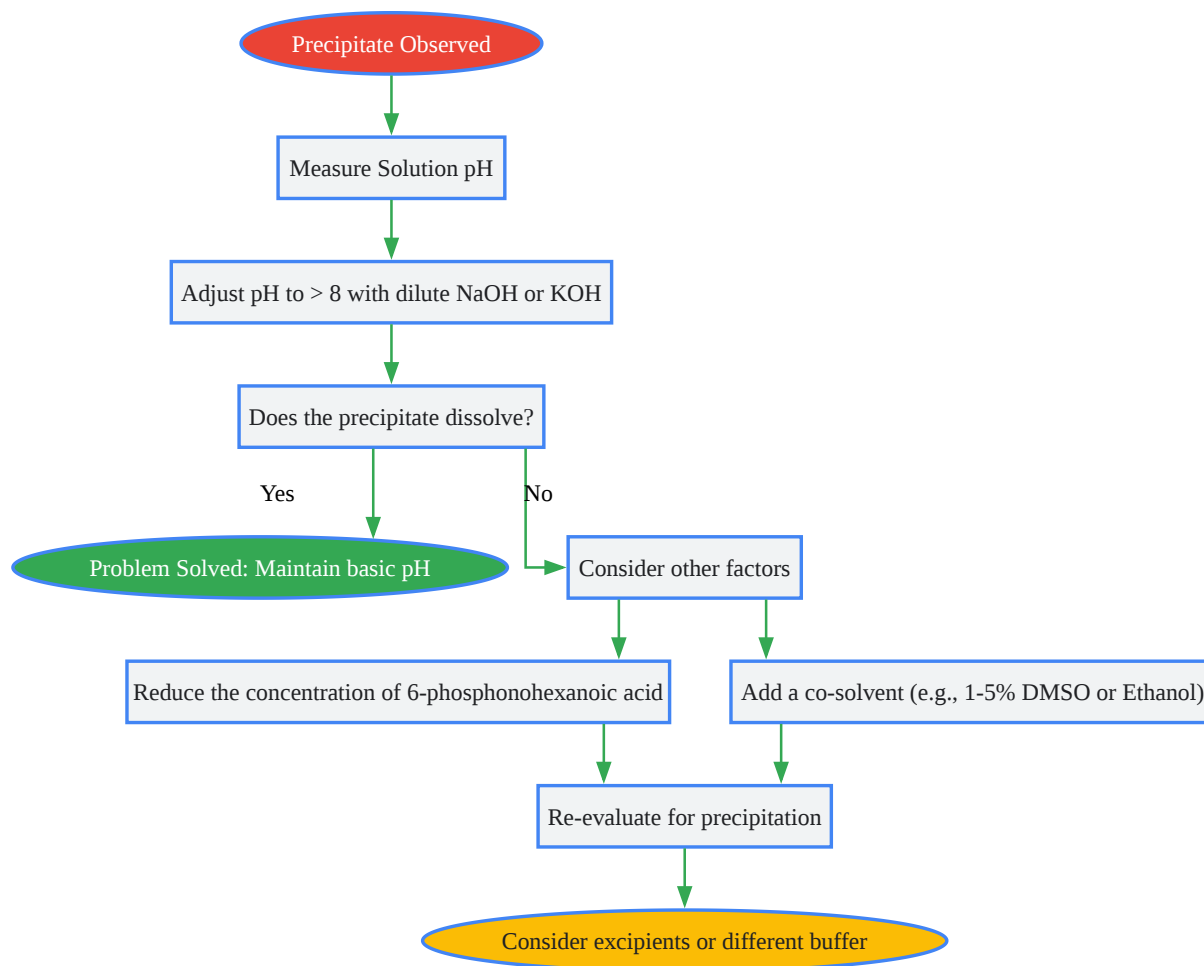 Precipitate Observed
Measure Solution pH
Adjust pH to > 8 with dilute NaOH or KOH
Does the precipitate dissolve?
Yes
No
Problem Solved: Maintain basic pH
Consider other factors
Reduce the concentration of 6-phosphonohexanoic acid
Add a co-solvent (e.g., 1-5% DMSO or Ethanol)
Re-evaluate for precipitation
Consider excipients or different buffer